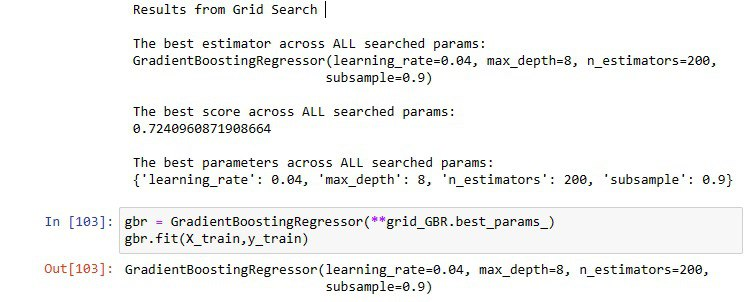 Results from Grid Search
The best estimator across ALL searched params:
GradientBoostingRegressor(learning_rate=0.04, max_depth=8, n_estimators=200,
subsample=0.9)
The best score across ALL searched params:
0.7240960871908664
The best parameters across ALL searched params:
{'learning_rate': 0.04, 'max_depth': 8, 'n_estimators': 200, 'subsample': 0.9}
In [103]: gbr = GradientBoostingRegressor(**grid_GBR.best_params_)
gbr.fit(X_train,y_train)
Out[103]: GradientBoostingRegressor(learning_rate=0.04, max_depth=8, n_estimators=200,
subsample=0.9)